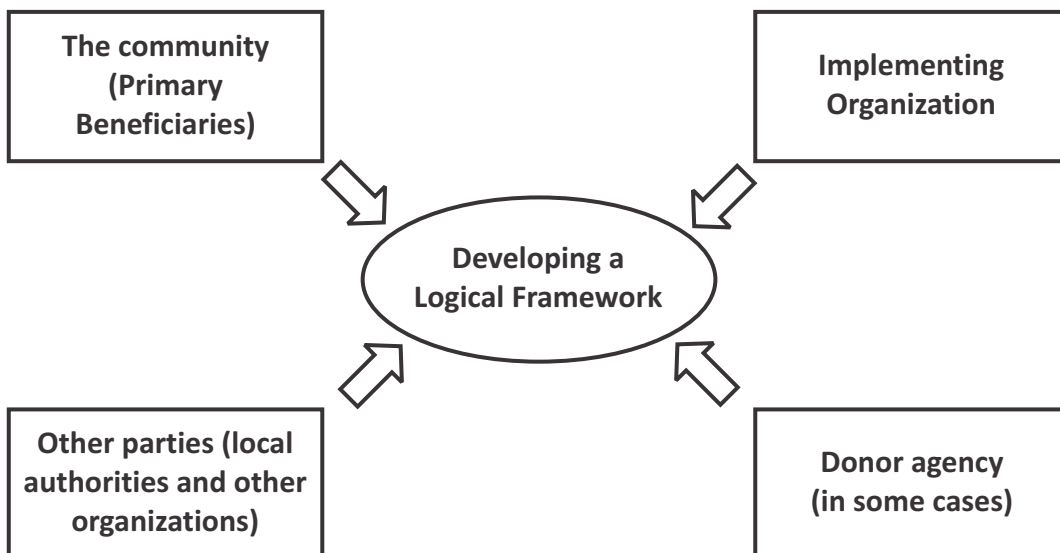 The community
(Primary
Beneficiaries)
Implementing
Organization
Developing a
Logical Framework
Other parties (local
authorities and other
organizations)
Donor agency
(in some cases)